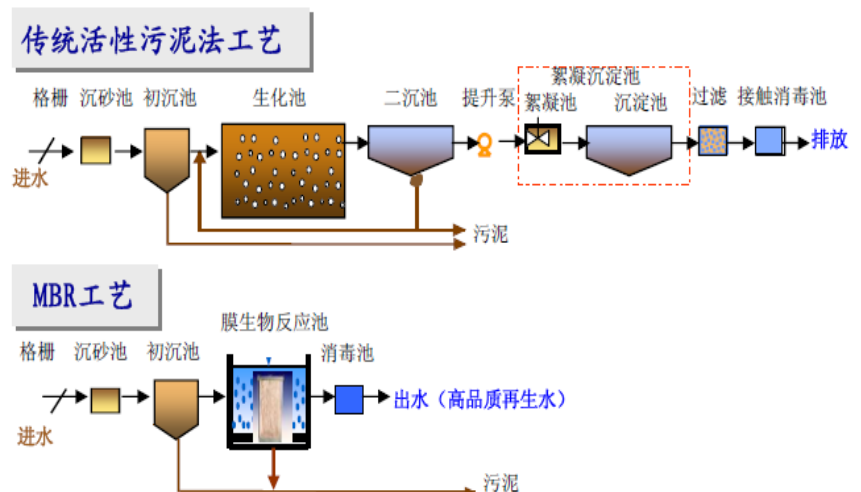 传统活性污泥法工艺
絮凝沉淀池
格栅 沉砂池 初沉池 生化池 二沉池 提升泵 絮凝池 沉淀池 过滤 接触消毒池
进水
排放
污泥
MBR工艺
膜生物反应池
格栅 沉砂池 初沉池 消毒池
出水（高品质再生水）
进水
污泥